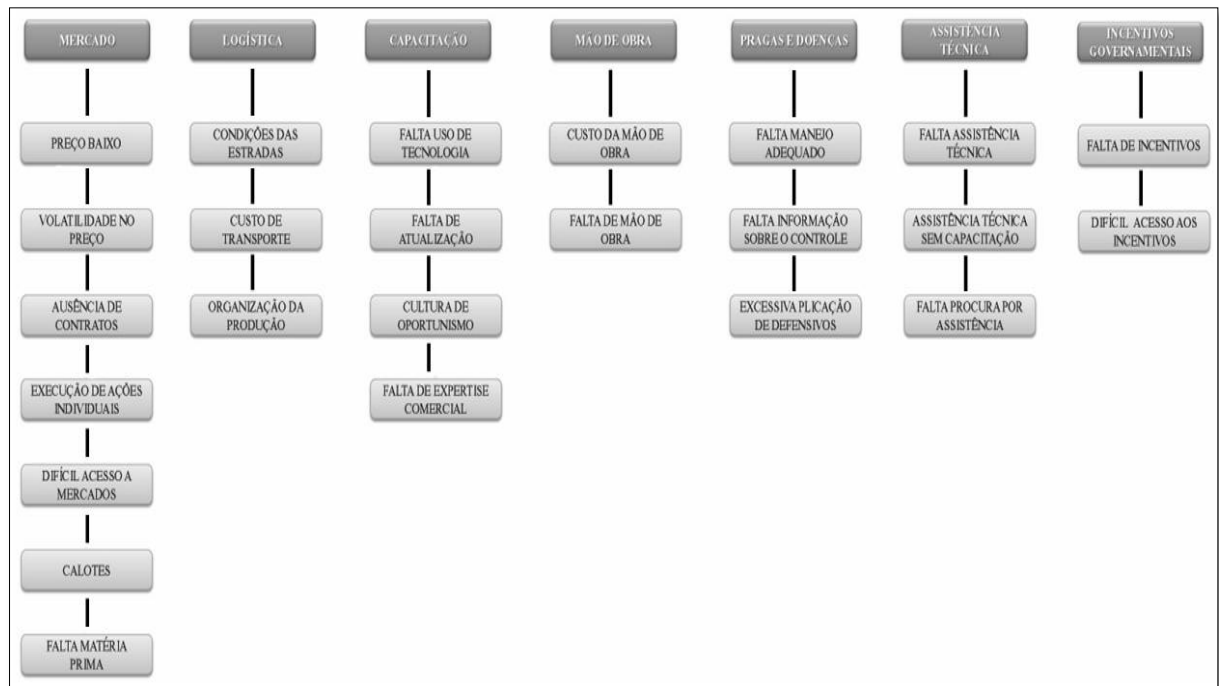 MERCADO
PREÇO BAIXO
VOLATILIDADE NO
PREÇO
AUSÊNCIA DE
CONTRATOS
EXECUÇÃO DE AÇÕES
INDIVIDUAIS
DIFÍCIL ACESSO A
MERCADOS
CALOTES
FALTA MATÉRIA
PRIMA
LOGÍSTICA
CONDIÇÕES DAS
ESTRADAS
CUSTO DE
TRANSPORTE
ORGANIZAÇÃO DA
PRODUÇÃO
CAPACITAÇÃO
FALTA USO DE
TECNOLOGIA
FALTA DE
ATUALIZAÇÃO
CULTURA DE
OPORTUNISMO
FALTA DE EXPERTISE
COMERCIAL
MÃO DE OBRA
CUSTO DA MÃO DE
OBRA
FALTA DE MÃO DE
OBRA
PRAGAS E DOENÇAS
FALTA MANEJO
ADEQUADO
FALTA INFORMAÇÃO
SOBRE O CONTROLE
EXCESSIVA PLICAÇÃO
DE DEFENSIVOS
ASSISTÊNCIA
TÉCNICA
FALTA ASSISTÊNCIA
TÉCNICA
ASSISTÊNCIA TÉCNICA
SEM CAPACITAÇÃO
FALTA PROCURA POR
ASSISTÊNCIA
INCENTIVOS
GOVERNAMENTAIS
FALTA DE INCENTIVOS
DIFÍCIL ACESSO AOS
INCENTIVOS